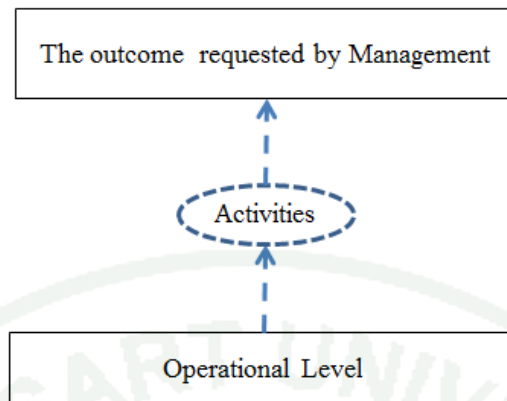 The outcome requested by Management
Activities
Operational Level